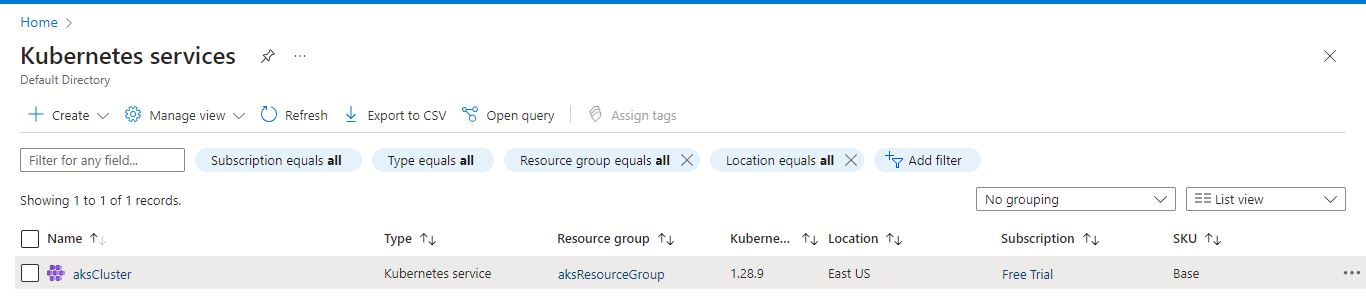 Home >
Kubernetes services ...
Default Directory
+ Create Manage view Refresh Export to CSV Open query Assign tags
Filter for any field... Subscription equals all Type equals all Resource group equals all Location equals all Add filter
Showing 1 to 1 of 1 records. No grouping List view
Name Type Resource group Kuberne... Location Subscription SKU
aksCluster Kubernetes service aksResourceGroup 1.28.9 East US Free Trial Base ...